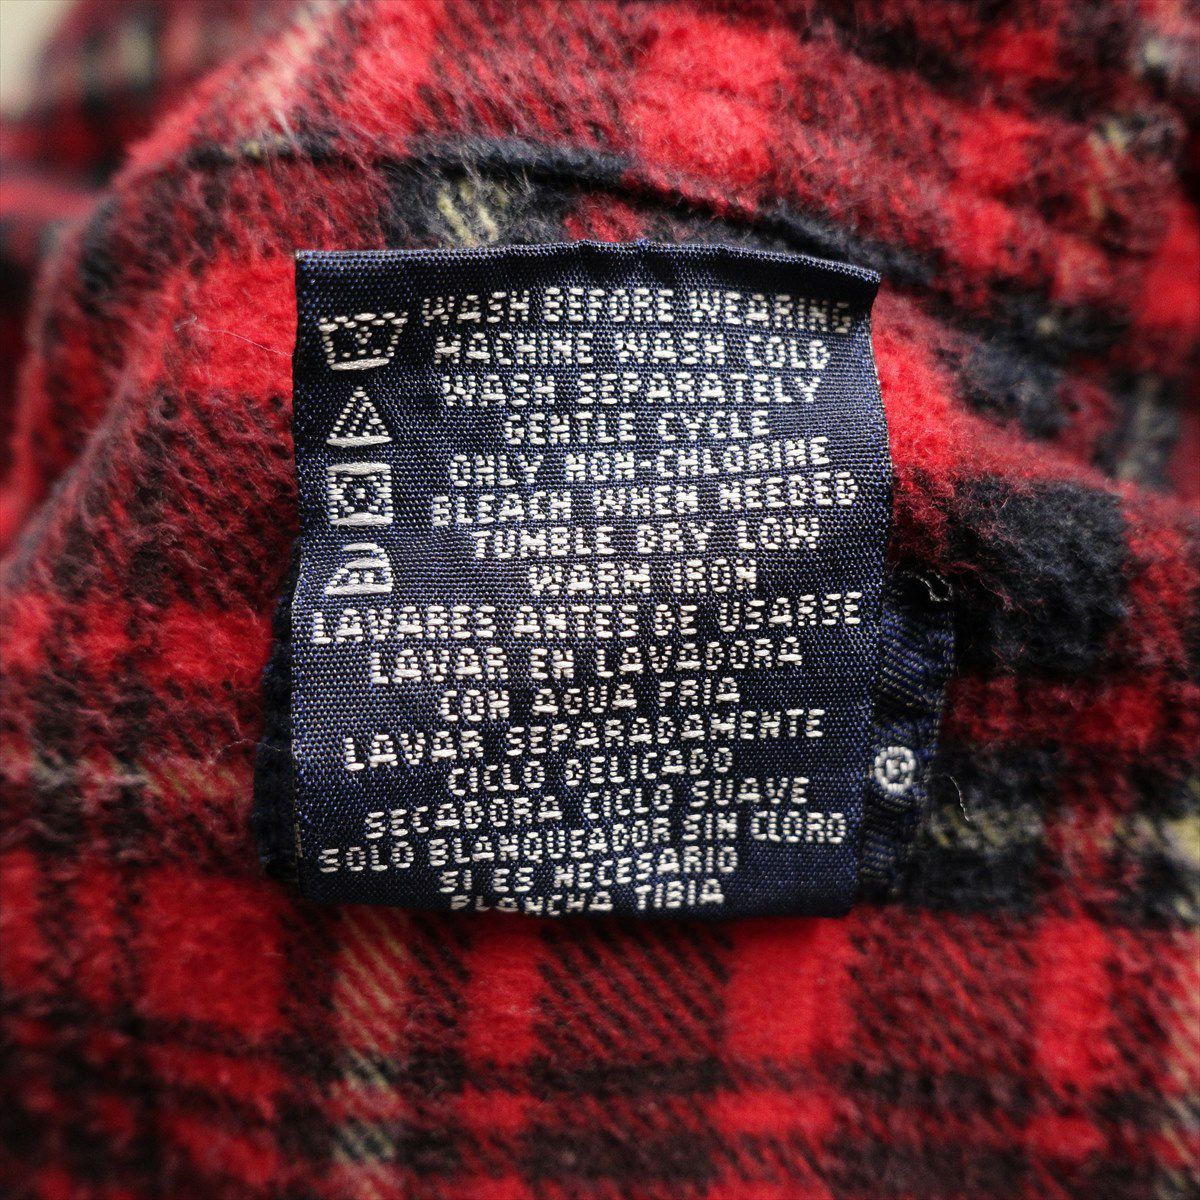 WASH BEFORE WEARING
MACHINE WASH COLD
WASH SEPARATELY
GENTLE CYCLE
ONLY NON-CHLORINE
BLEACH WHEN NEEDED
TUMBLE DRY LOW
WARM IRON
LAVARSE ANTES DE USARSE
LAVAR EN LAVADORA
CON AGUA FRIA
LAVAR SEPARADAMENTE
CICLO DELICADO
SECADORA CICLO SUAVE
SOLO BLANQUEADOR SIN CLORO
SI ES NECESARIO
PLANCHA TIBIA
®